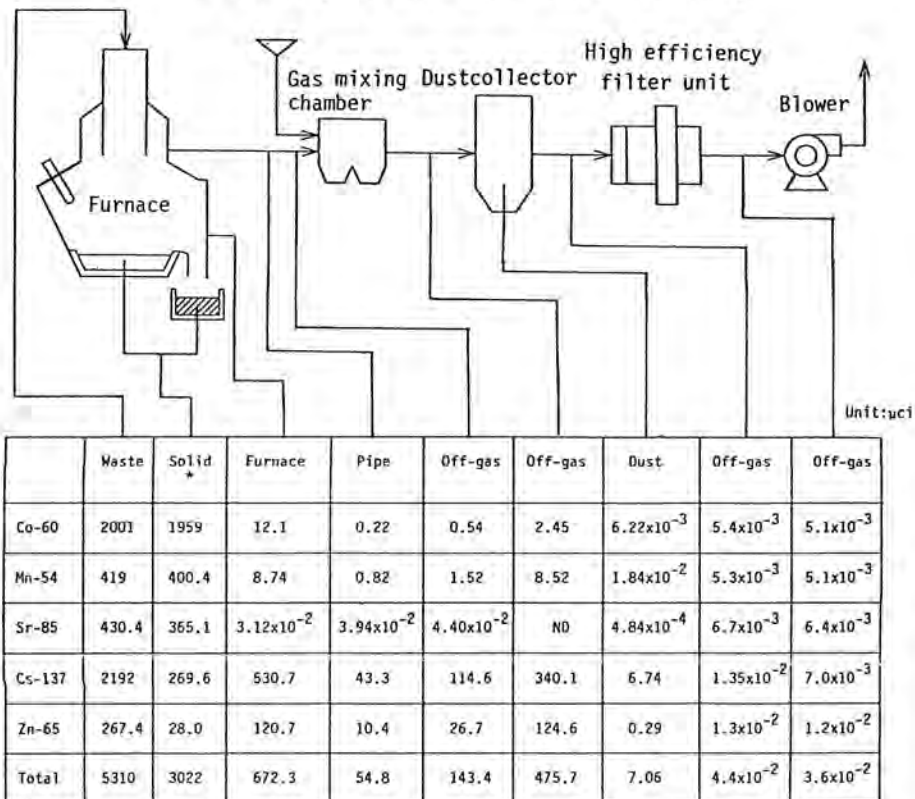 High efficiency
filter unit
Gas mixing
chamber
Dustcollector
Blower
Furnace
Unit:μci
Waste Solid Furnace Pipe Off-gas Off-gas Dust Off-gas Off-gas
*
Co-60 2001 1959 12.1 0.22 0.54 2.45 6.22x10⁻³ 5.4x10⁻³ 5.1x10⁻³
Mn-54 419 400.4 8.74 0.82 1.52 8.52 1.84x10⁻² 5.3x10⁻³ 5.1x10⁻³
Sr-85 430.4 365.1 3.12x10⁻² 3.94x10⁻² 4.40x10⁻² ND 4.84x10⁻⁴ 6.7x10⁻³ 6.4x10⁻³
Cs-137 2192 269.6 530.7 43.3 114.6 340.1 6.74 1.35x10⁻² 7.0x10⁻³
Zn-65 267.4 28.0 120.7 10.4 26.7 124.6 0.29 1.3x10⁻² 1.2x10⁻²
Total 5310 3022 672.3 54.8 143.4 475.7 7.06 4.4x10⁻² 3.6x10⁻²